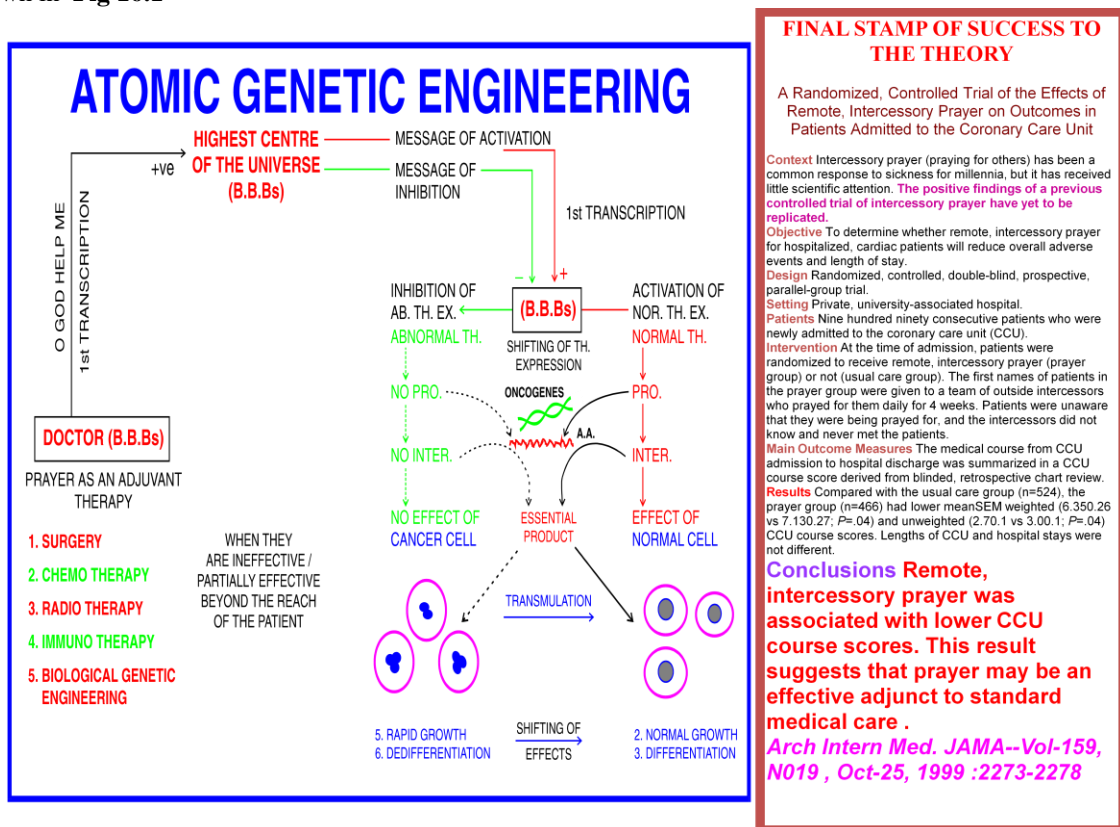 Fig
ATOMIC GENETIC ENGINEERING
HIGHEST CENTRE
OF THE UNIVERSE
(B.B.Bs)
+ve
MESSAGE OF ACTIVATION
MESSAGE OF
INHIBITION
1st TRANSCRIPTION
O GOD HELP ME
1st TRANSCRIPTION
– +
INHIBITION OF
AB. TH. EX.
ABNORMAL TH.
(B.B.Bs)
SHIFTING OF TH.
EXPRESSION
ACTIVATION OF
NOR. TH. EX.
NORMAL TH.
NO PRO.
ONCOGENES
PRO.
A.A.
NO INTER.
INTER.
DOCTOR (B.B.Bs)
PRAYER AS AN ADJUVANT
THERAPY
NO EFFECT OF
CANCER CELL
ESSENTIAL
PRODUCT
EFFECT OF
NORMAL CELL
1. SURGERY
2. CHEMO THERAPY
3. RADIO THERAPY
4. IMMUNO THERAPY
5. BIOLOGICAL GENETIC
ENGINEERING
WHEN THEY
ARE INEFFECTIVE /
PARTIALLY EFFECTIVE
BEYOND THE REACH
OF THE PATIENT
TRANSMULATION
5. RAPID GROWTH
6. DEDIFFERENTIATION
SHIFTING OF
EFFECTS
2. NORMAL GROWTH
3. DIFFERENTIATION
FINAL STAMP OF SUCCESS TO
THE THEORY
A Randomized, Controlled Trial of the Effects of
Remote, Intercessory Prayer on Outcomes in
Patients Admitted to the Coronary Care Unit
Context Intercessory prayer (praying for others) has been a
common response to sickness for millennia, but it has received
little scientific attention. The positive findings of a previous
controlled trial of intercessory prayer have yet to be
replicated.
Objective To determine whether remote, intercessory prayer
for hospitalized, cardiac patients will reduce overall adverse
events and length of stay.
Design Randomized, controlled, double-blind, prospective,
parallel-group trial.
Setting Private, university-associated hospital.
Patients Nine hundred ninety consecutive patients who were
newly admitted to the coronary care unit (CCU).
Intervention At the time of admission, patients were
randomized to receive remote, intercessory prayer (prayer
group) or not (usual care group). The first names of patients in
the prayer group were given to a team of outside intercessors
who prayed for them daily for 4 weeks. Patients were unaware
that they were being prayed for, and the intercessors did not
know and never met the patients.
Main Outcome Measures The medical course from CCU
admission to hospital discharge was summarized in a CCU
course score derived from blinded, retrospective chart review.
Results Compared with the usual care group (n=524), the
prayer group (n=466) had lower meanSEM weighted (6.350.26
vs 7.130.27; P=.04) and unweighted (2.70.1 vs 3.00.1; P=.04)
CCU course scores. Lengths of CCU and hospital stays were
not different.
Conclusions Remote,
intercessory prayer was
associated with lower CCU
course scores. This result
suggests that prayer may be an
effective adjunct to standard
medical care .
Arch Intern Med. JAMA--Vol-159,
N019 , Oct-25, 1999 :2273-2278